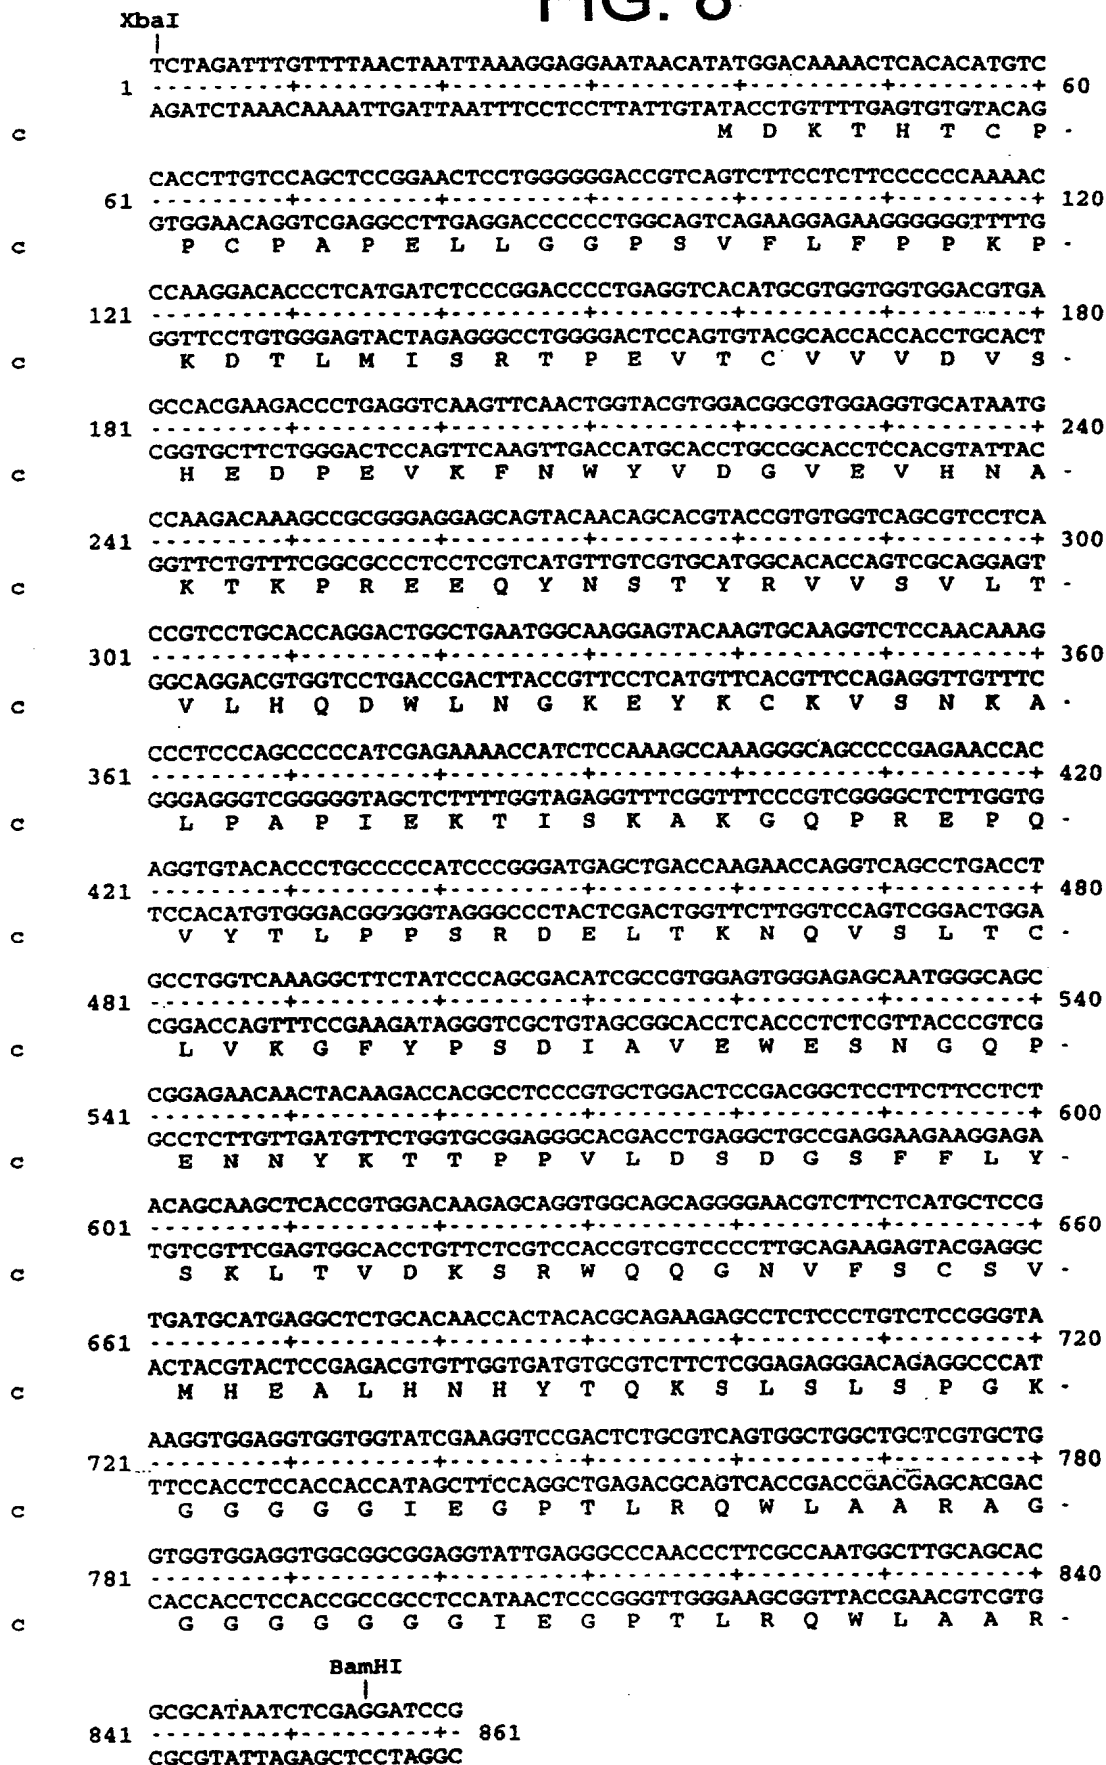 FIG. 8
XbaI
TCTAGATTTGTTTTAACTAATTAAAGGAGGAATAACATATGGACAAAACTCACACATGTC
1 ---------+---------+---------+---------+---------+---------+ 60
AGATCTAAACAAAATTGATTAATTTCCTCCTTATTGTATACCTGTTTTGAGTGTGTACAG
c M D K T H T C P -
CACCTTGTCCAGCTCCGGAACTCCTGGGGGGACCGTCAGTCTTCCTCTTCCCCCCAAAAC
61 ---------+---------+---------+---------+---------+---------+ 120
GTGGAACAGGTCGAGGCCTTGAGGACCCCCCTGGCAGTCAGAAGGAGAAGGGGGGTTTTG
c P C P A P E L L G G P S V F L F P P K P -
CCAAGGACACCCTCATGATCTCCCGGACCCCTGAGGTCACATGCGTGGTGGTGGACGTGA
121 ---------+---------+---------+---------+---------+---------+ 180
GGTTCCTGTGGGAGTACTAGAGGGCCTGGGGACTCCAGTGTACGCACCACCACCTGCACT
c K D T L M I S R T P E V T C V V V D V S -
GCCACGAAGACCCTGAGGTCAAGTTCAACTGGTACGTGGACGGCGTGGAGGTGCATAATG
181 ---------+---------+---------+---------+---------+---------+ 240
CGGTGCTTCTGGGACTCCAGTTCAAGTTGACCATGCACCTGCCGCACCTCCACGTATTAC
c H E D P E V K F N W Y V D G V E V H N A -
CCAAGACAAAGCCGCGGGAGGAGCAGTACAACAGCACGTACCGTGTGGTCAGCGTCCTCA
241 ---------+---------+---------+---------+---------+---------+ 300
GGTTCTGTTTCGGCGCCCTCCTCGTCATGTTGTCGTGCATGGCACACCAGTCGCAGGAGT
c K T K P R E E Q Y N S T Y R V V S V L T -
CCGTCCTGCACCAGGACTGGCTGAATGGCAAGGAGTACAAGTGCAAGGTCTCCAACAAAG
301 ---------+---------+---------+---------+---------+---------+ 360
GGCAGGACGTGGTCCTGACCGACTTACCGTTCCTCATGTTCACGTTCCAGAGGTTGTTTC
c V L H Q D W L N G K E Y K C K V S N K A -
CCCTCCCAGCCCCCATCGAGAAAACCATCTCCAAAGCCAAAGGGCAGCCCCGAGAACCAC
361 ---------+---------+---------+---------+---------+---------+ 420
GGGAGGGTCGGGGGTAGCTCTTTTGGTAGAGGTTTCGGTTTCCCGTCGGGGCTCTTGGTG
c L P A P I E K T I S K A K G Q P R E P Q -
AGGTGTACACCCTGCCCCCATCCCGGGATGAGCTGACCAAGAACCAGGTCAGCCTGACCT
421 ---------+---------+---------+---------+---------+---------+ 480
TCCACATGTGGGACGGGGGTAGGGCCCTACTCGACTGGTTCTTGGTCCAGTCGGACTGGA
c V Y T L P P S R D E L T K N Q V S L T C -
GCCTGGTCAAAGGCTTCTATCCCAGCGACATCGCCGTGGAGTGGGAGAGCAATGGGCAGC
481 ---------+---------+---------+---------+---------+---------+ 540
CGGACCAGTTTCCGAAGATAGGGTCGCTGTAGCGGCACCTCACCCTCTCGTTACCCGTCG
c L V K G F Y P S D I A V E W E S N G Q P -
CGGAGAACAACTACAAGACCACGCCTCCCGTGCTGGACTCCGACGGCTCCTTCTTCCTCT
541 ---------+---------+---------+---------+---------+---------+ 600
GCCTCTTGTTGATGTTCTGGTGCGGAGGGCACGACCTGAGGCTGCCGAGGAAGAAGGAGA
c E N N Y K T T P P V L D S D G S F F L Y -
ACAGCAAGCTCACCGTGGACAAGAGCAGGTGGCAGCAGGGGAACGTCTTCTCATGCTCCG
601 ---------+---------+---------+---------+---------+---------+ 660
TGTCGTTCGAGTGGCACCTGTTCTCGTCCACCGTCGTCCCCTTGCAGAAGAGTACGAGGC
c S K L T V D K S R W Q Q G N V F S C S V -
TGATGCATGAGGCTCTGCACAACCACTACACGCAGAAGAGCCTCTCCCTGTCTCCGGGTA
661 ---------+---------+---------+---------+---------+---------+ 720
ACTACGTACTCCGAGACGTGTTGGTGATGTGCGTCTTCTCGGAGAGGGACAGAGGCCCAT
c M H E A L H N H Y T Q K S L S L S P G K -
AAGGTGGAGGTGGTGGTATCGAAGGTCCGACTCTGCGTCAGTGGCTGGCTGCTCGTGCTG
721 ---------+---------+---------+---------+---------+---------+ 780
TTCCACCTCCACCACCATAGCTTCCAGGCTGAGACGCAGTCACCGACCGACGAGCACGAC
c G G G G G I E G P T L R Q W L A A R A G -
GTGGTGGAGGTGGCGGCGGAGGTATTGAGGGCCCAACCCTTCGCCAATGGCTTGCAGCAC
781 ---------+---------+---------+---------+---------+---------+ 840
CACCACCTCCACCGCCGCCTCCATAACTCCCGGGTTGGGAAGCGGTTACCGAACGTCGTG
c G G G G G G G I E G P T L R Q W L A A R -
BamHI
GCGCATAATCTCGAGGATCCG
841 ---------+---------+- 861
CGCGTATTAGAGCTCCTAGGC